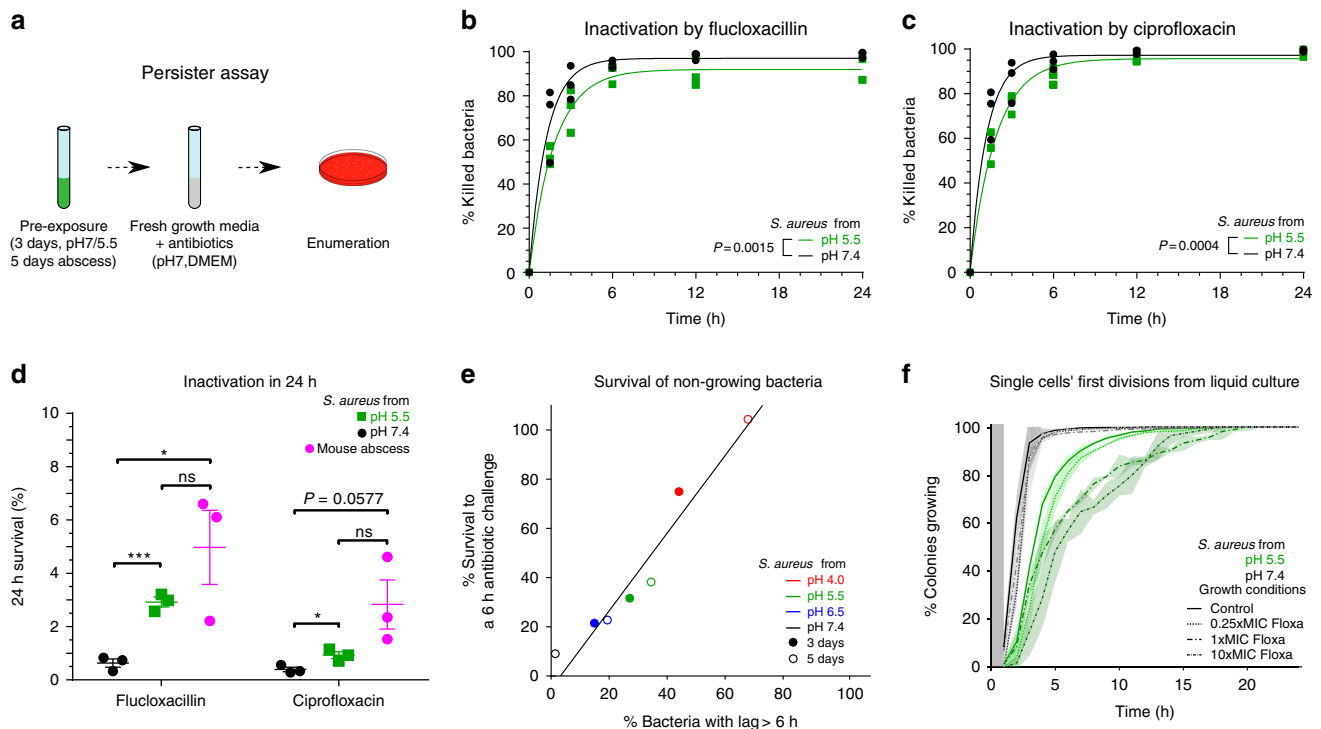 a
Persister assay
Pre-exposure
(3 days, pH7/5.5
5 days abscess)
Fresh growth media
+ antibiotics
(pH7,DMEM)
Enumeration
b
Inactivation by flucloxacillin
% Killed bacteria
100
80
60
40
20
0
S. aureus from
P = 0.0015
pH 5.5
pH 7.4
0 6 12 18 24
Time (h)
c
Inactivation by ciprofloxacin
% Killed bacteria
100
80
60
40
20
0
S. aureus from
P = 0.0004
pH 5.5
pH 7.4
0 6 12 18 24
Time (h)
d
Inactivation in 24 h
S. aureus from
pH 5.5
pH 7.4
Mouse abscess
24 h survival (%)
10
8
6
4
2
0
*
ns
***
P = 0.0577
ns
*
Flucloxacillin Ciprofloxacin
e
Survival of non-growing bacteria
% Survival to
a 6 h antibiotic challenge
100
80
60
40
20
0
S. aureus from
pH 4.0
pH 5.5
pH 6.5
pH 7.4
3 days
5 days
0 20 40 60 80 100
% Bacteria with lag > 6 h
f
Single cells' first divisions from liquid culture
% Colonies growing
100
80
60
40
20
0
S. aureus from
pH 5.5
pH 7.4
Growth conditions
Control
0.25xMIC Floxa
1xMIC Floxa
10xMIC Floxa
0 5 10 15 20
Time (h)